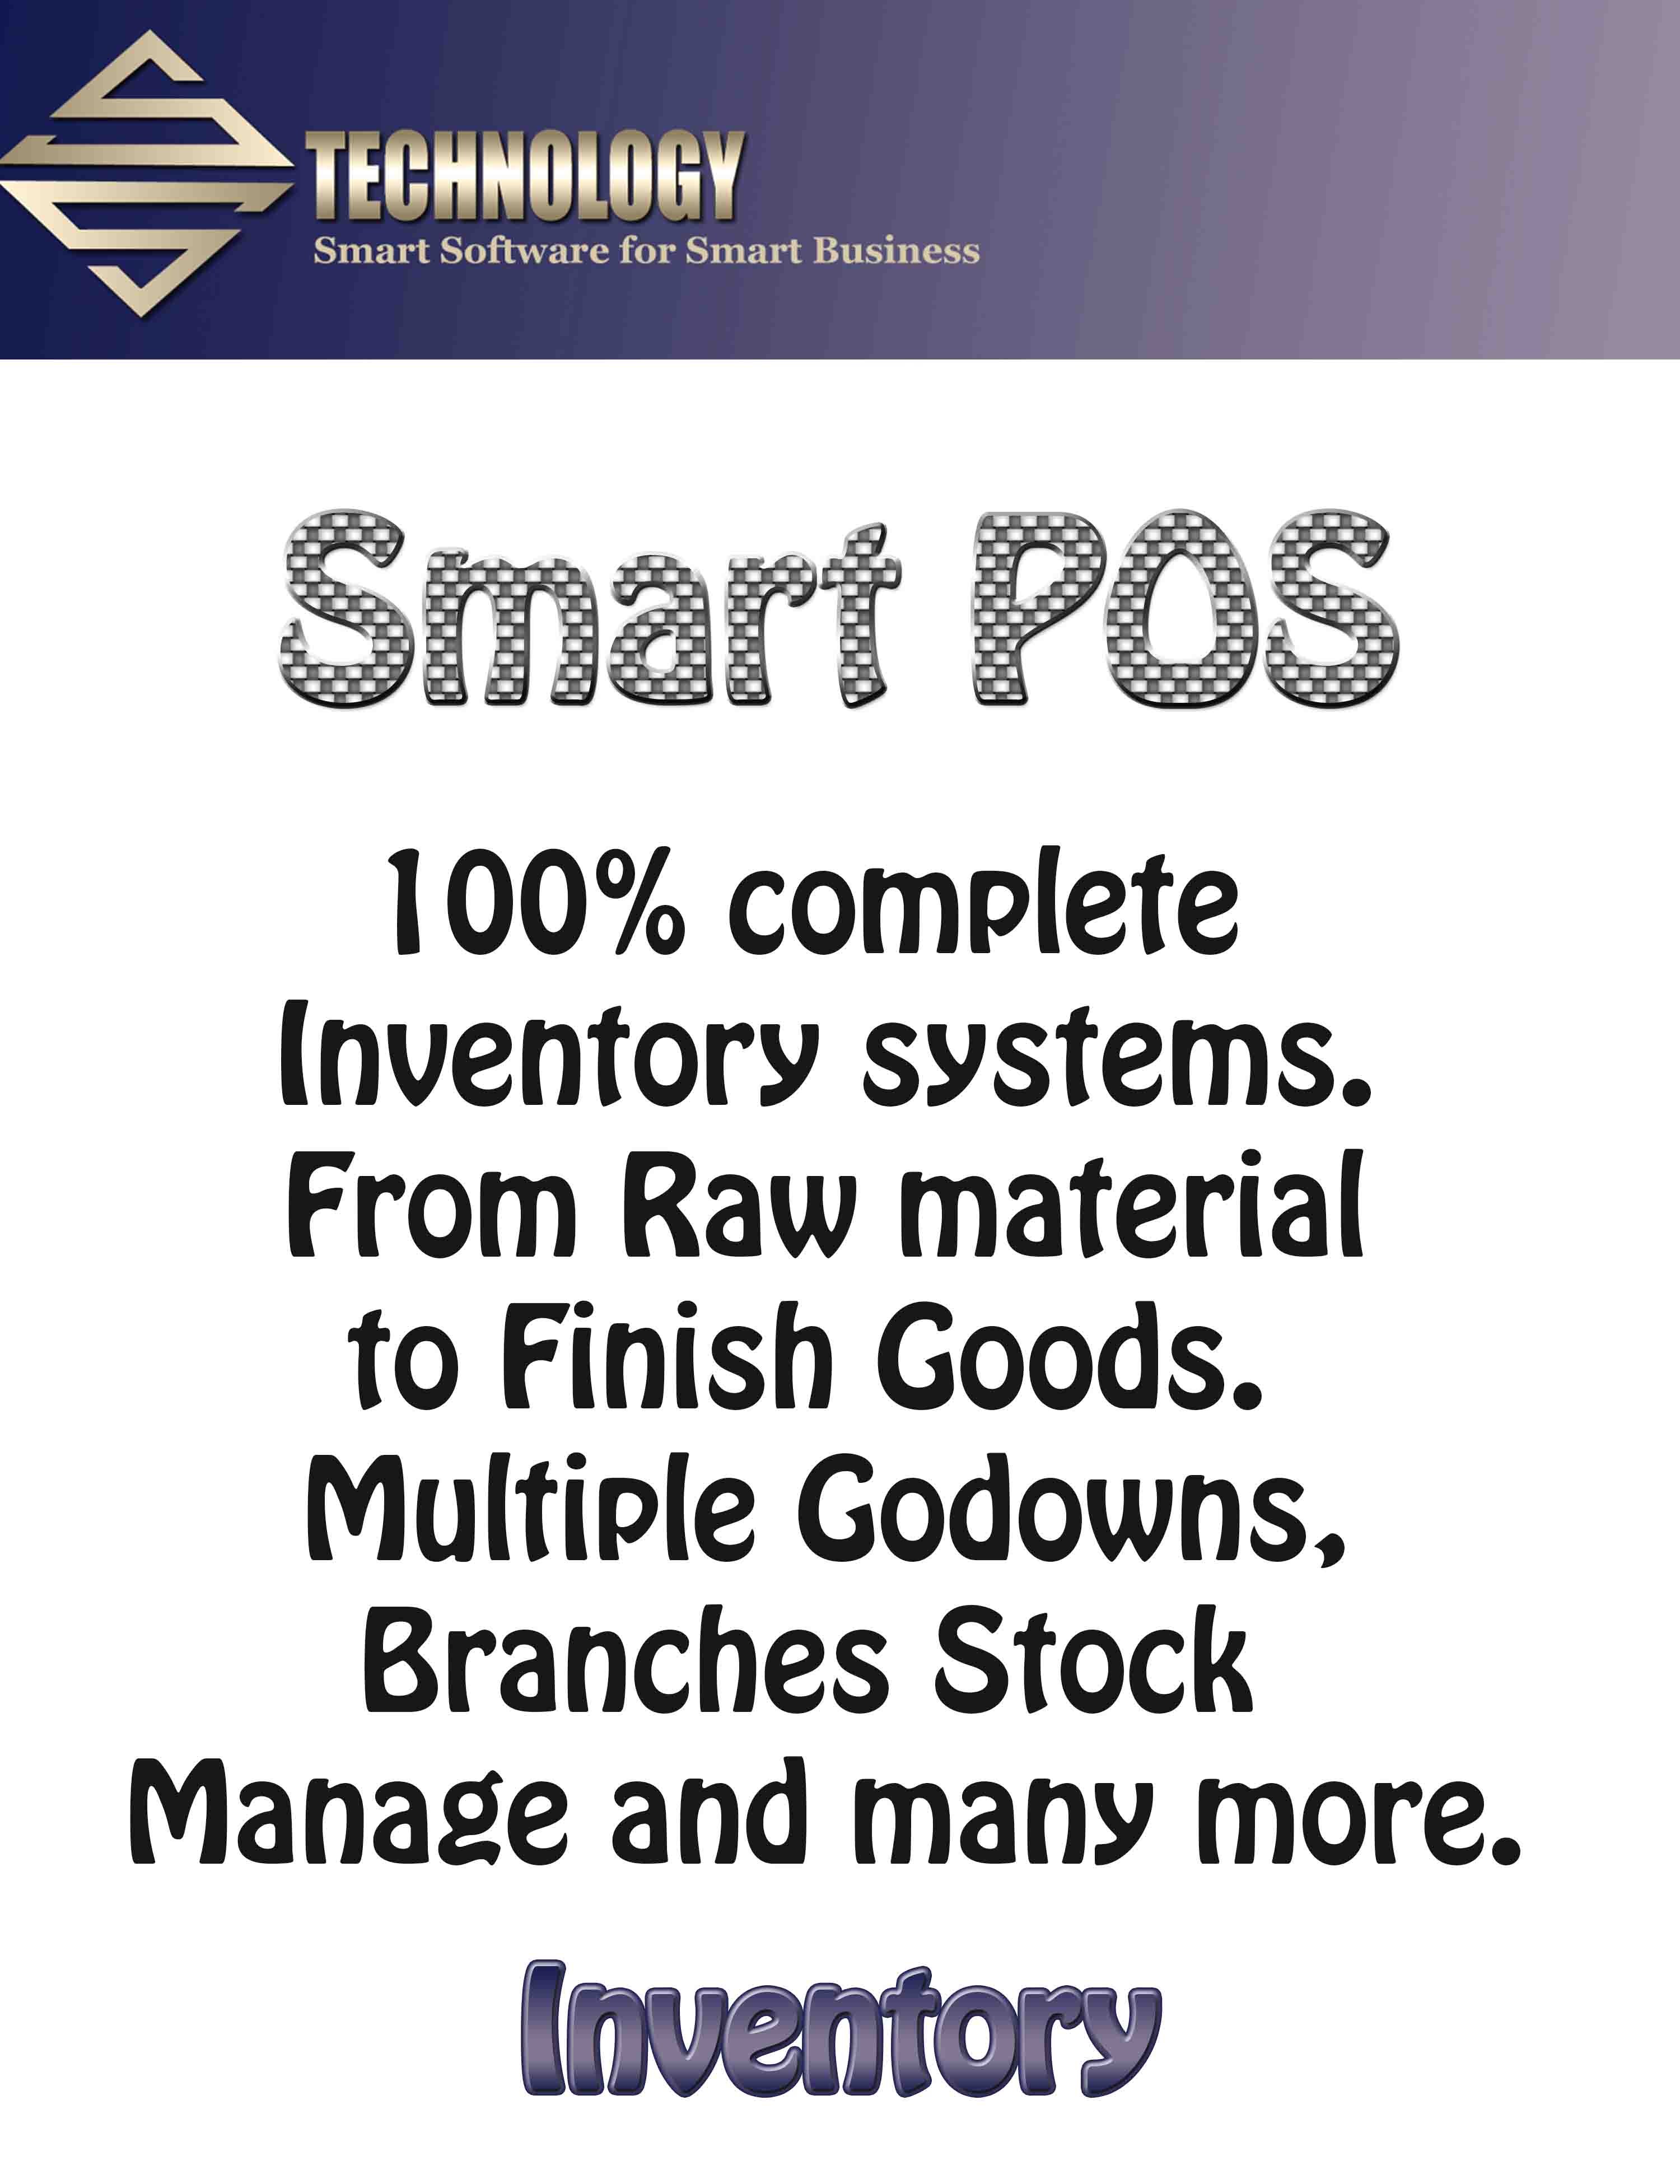 TECHNOLOGY
Smart Software for Smart Business
Smart POS
100% complete
Inventory systems.
From Raw material
to Finish Goods.
Multiple Godowns,
Branches Stock
Manage and many more.
Inventory